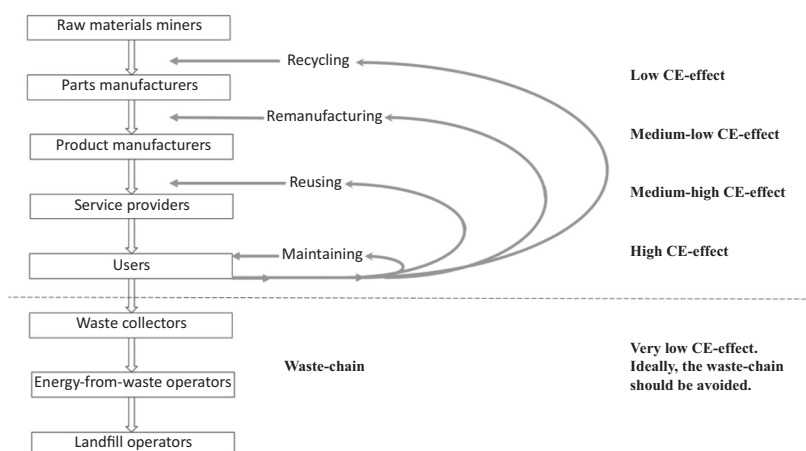 Raw materials miners
Recycling
Low CE-effect
Parts manufacturers
Remanufacturing
Medium-low CE-effect
Product manufacturers
Reusing
Medium-high CE-effect
Service providers
Maintaining
High CE-effect
Users
Waste collectors
Waste-chain
Very low CE-effect.
Ideally, the waste-chain
should be avoided.
Energy-from-waste operators
Landfill operators